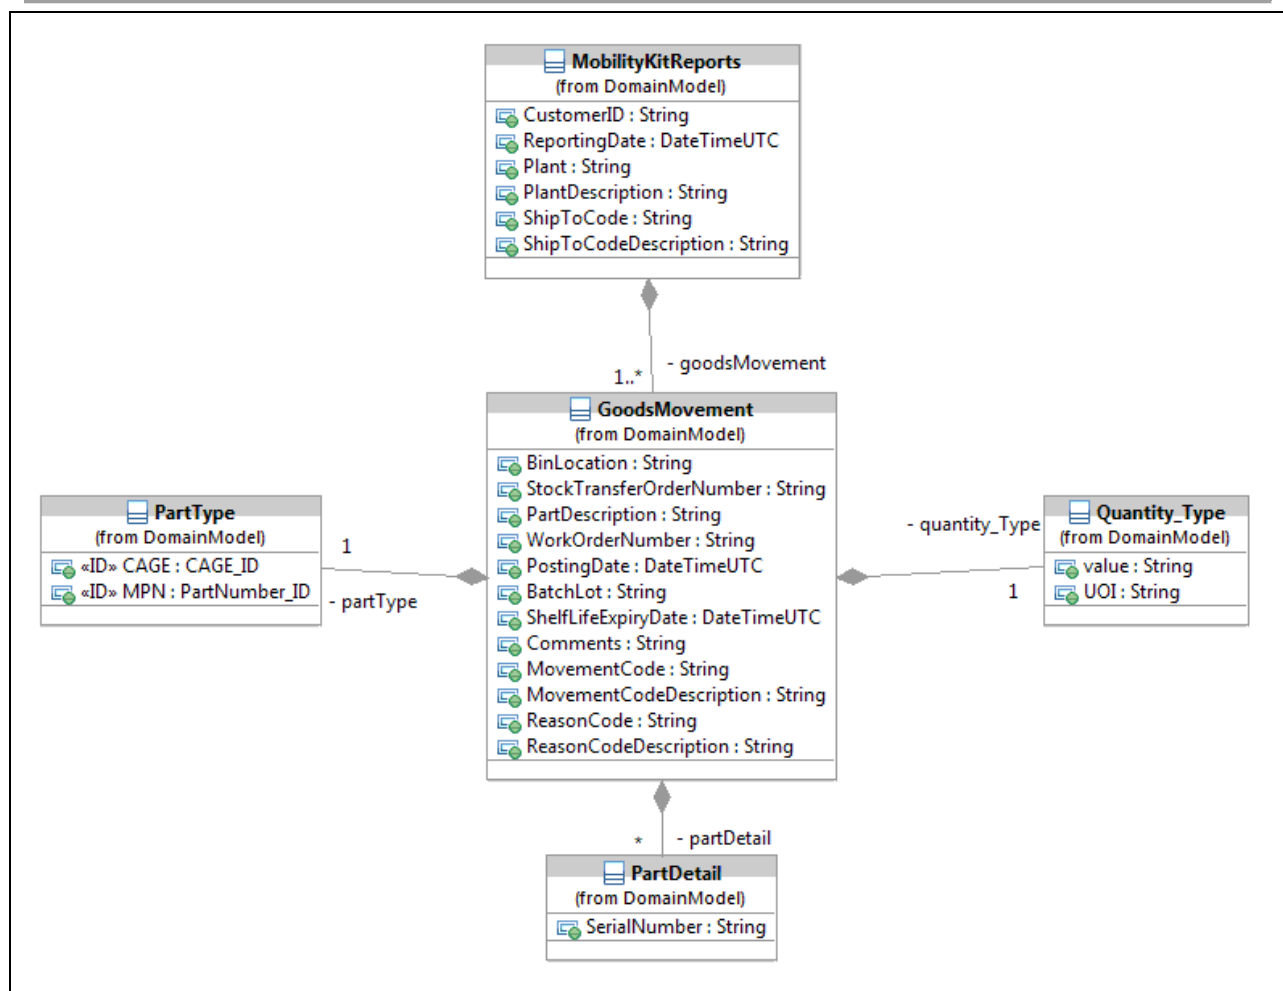 MobilityKitReports
(from DomainModel)
CustomerID : String
ReportingDate : DateTimeUTC
Plant : String
PlantDescription : String
ShipToCode : String
ShipToCodeDescription : String
- goodsMovement
1..*
GoodsMovement
(from DomainModel)
BinLocation : String
StockTransferOrderNumber : String
PartDescription : String
WorkOrderNumber : String
PostingDate : DateTimeUTC
BatchLot : String
ShelfLifeExpiryDate : DateTimeUTC
Comments : String
MovementCode : String
MovementCodeDescription : String
ReasonCode : String
ReasonCodeDescription : String
PartType
(from DomainModel)
«ID» CAGE : CAGE_ID
«ID» MPN : PartNumber_ID
1
- partType
- quantity_Type
1
Quantity_Type
(from DomainModel)
value : String
UOI : String
* - partDetail
PartDetail
(from DomainModel)
SerialNumber : String